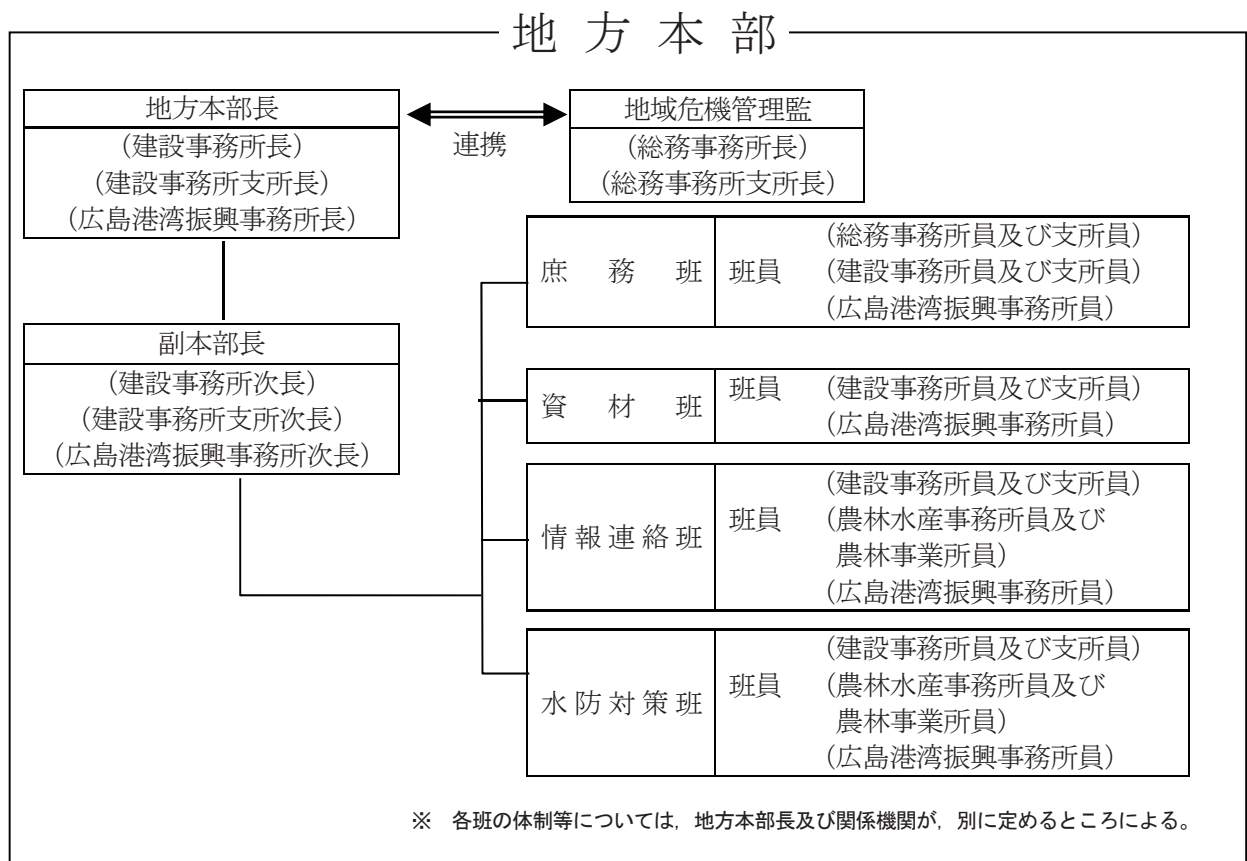 地方本部
地方本部長
(建設事務所長)
(建設事務所支所長)
(広島港湾振興事務所長)
連携
地域危機管理監
(総務事務所長)
(総務事務所支所長)
副本部長
(建設事務所次長)
(建設事務所支所次長)
(広島港湾振興事務所次長)
庶務班
班員
(総務事務所員及び支所員)
(建設事務所員及び支所員)
(広島港湾振興事務所員)
資材班
班員
(建設事務所員及び支所員)
(広島港湾振興事務所員)
情報連絡班
班員
(建設事務所員及び支所員)
(農林水産事務所員及び
農林事業所員)
(広島港湾振興事務所員)
水防対策班
班員
(建設事務所員及び支所員)
(農林水産事務所員及び
農林事業所員)
(広島港湾振興事務所員)
※ 各班の体制等については,地方本部長及び関係機関が,別に定めるところによる。